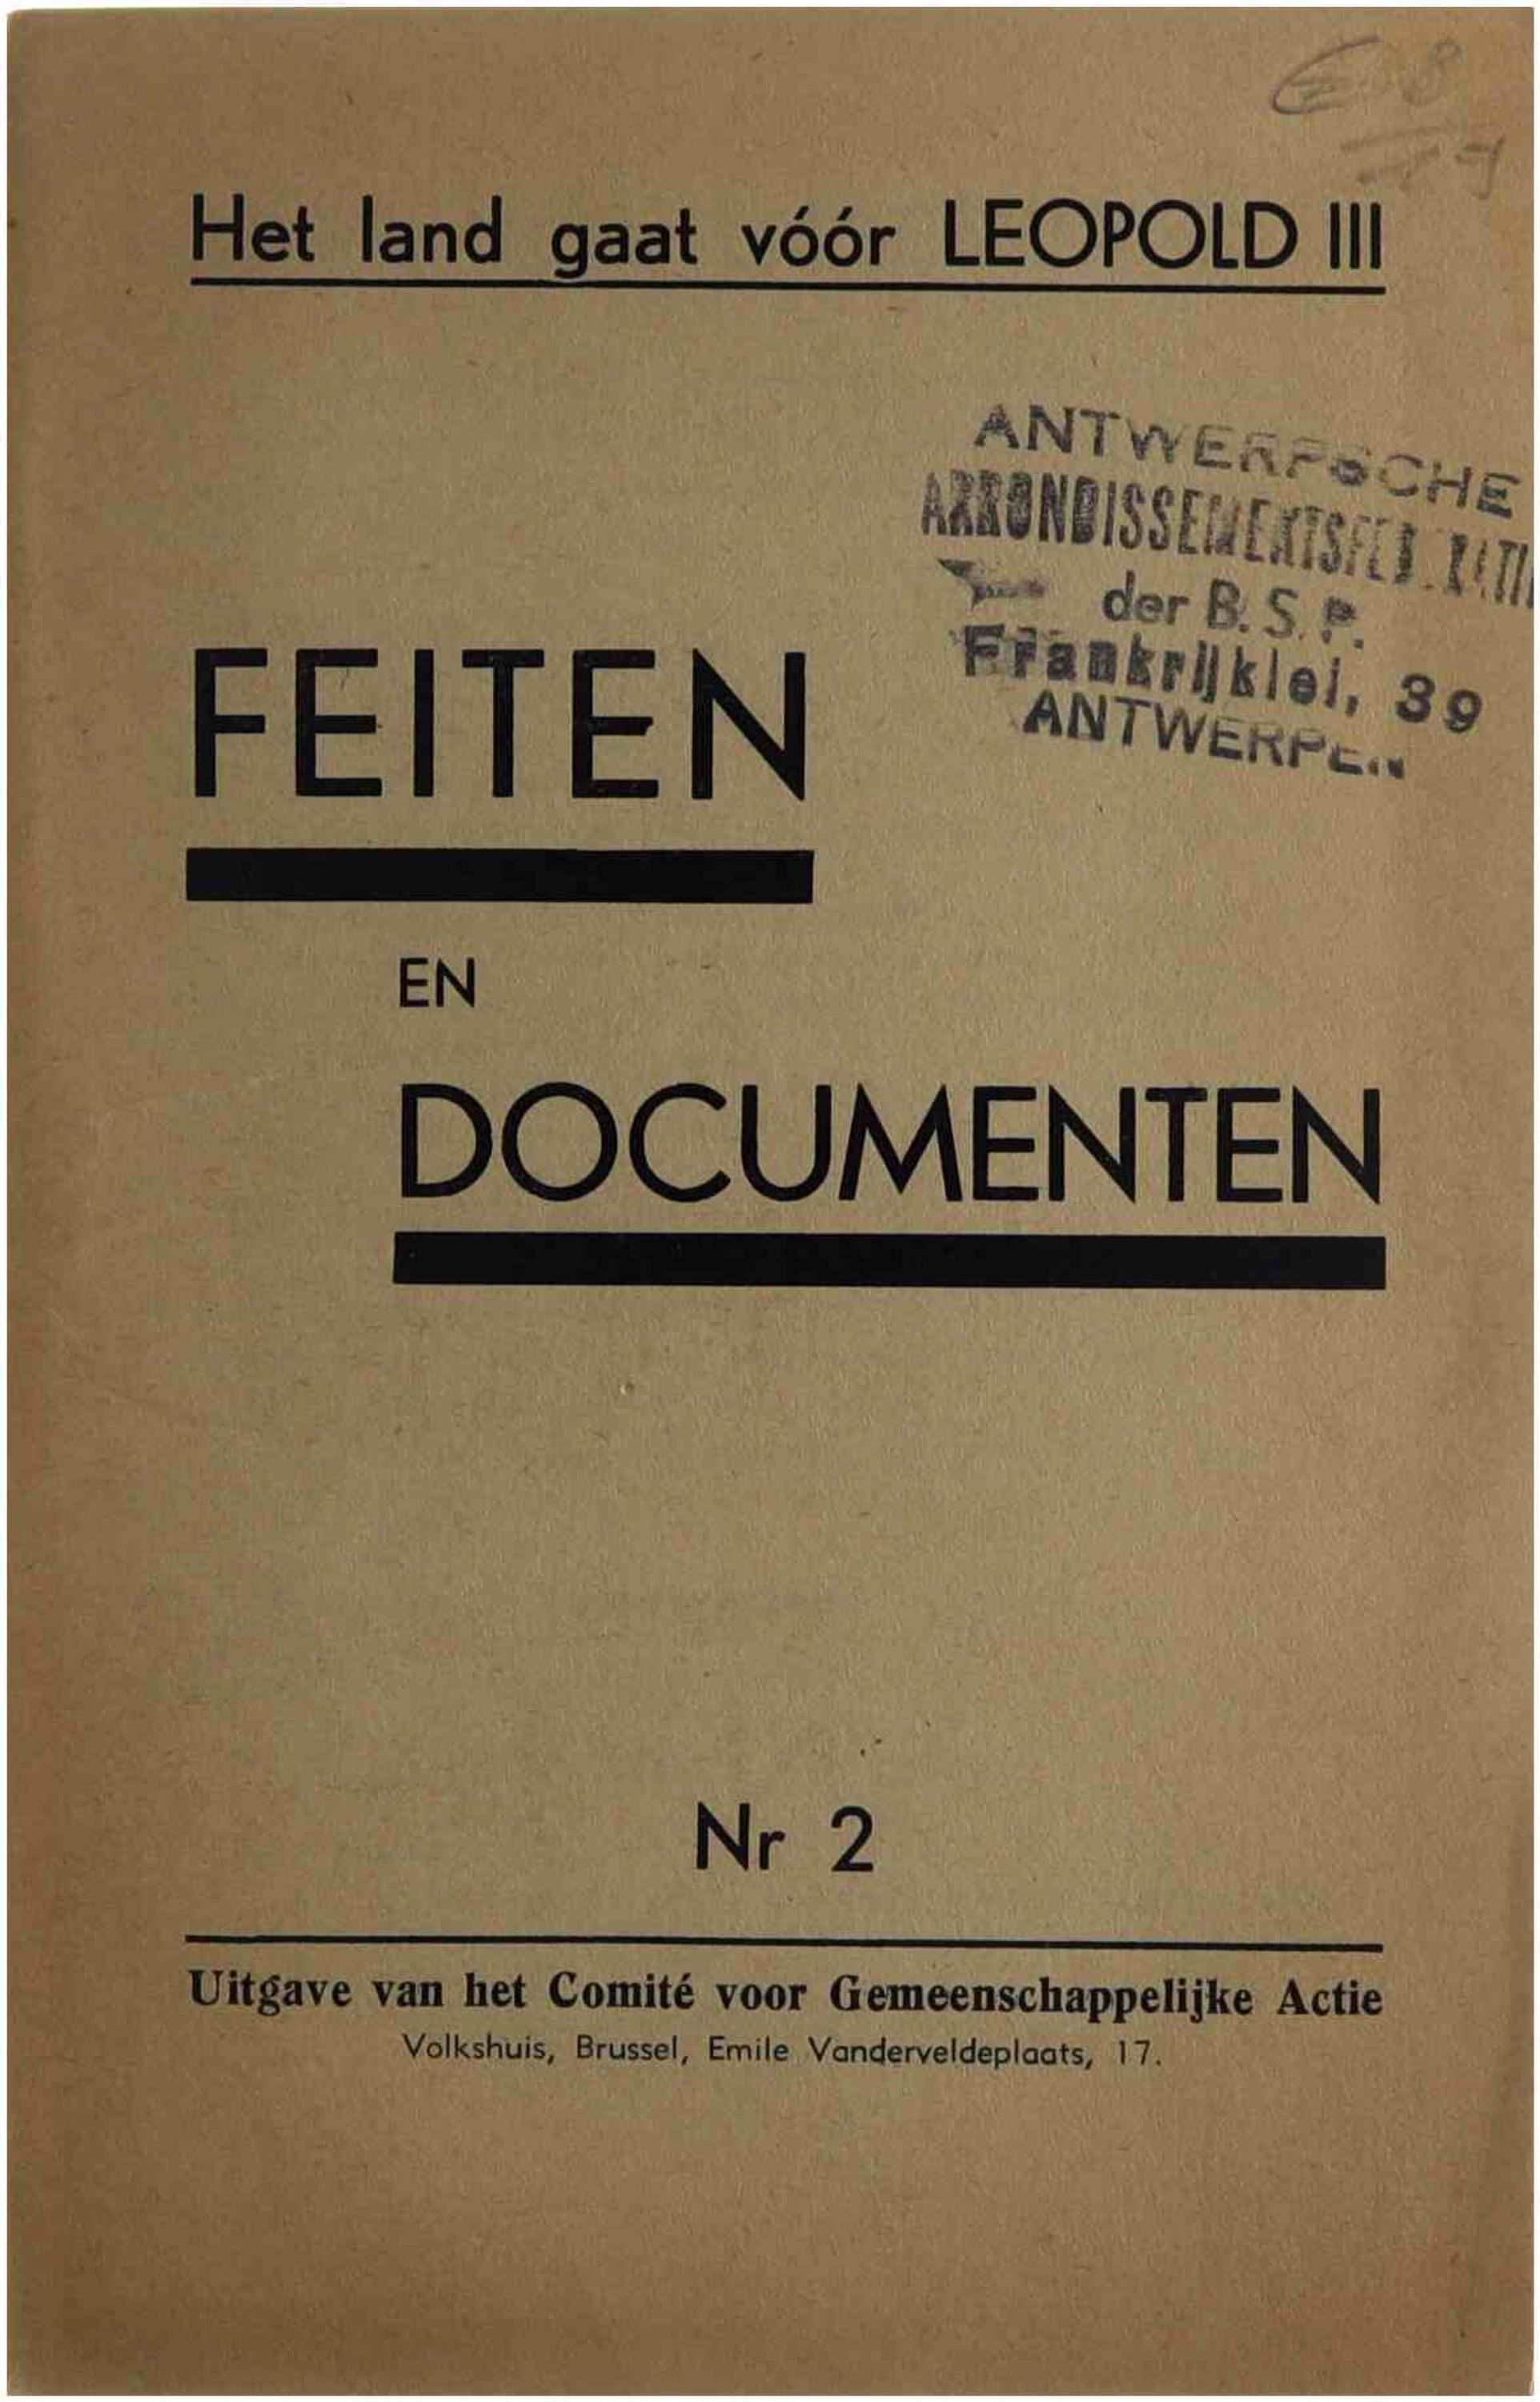 Het land gaat vóór LEOPOLD III
ANTWERPSCHE
der B. S. P.
Frankrijklei, 39
ANTWERPEN
FEITEN
EN
DOCUMENTEN
Nr 2
Uitgave van het Comité voor Gemeenschappelijke Actie
Volkshuis, Brussel, Emile Vanderveldeplaats, 17.